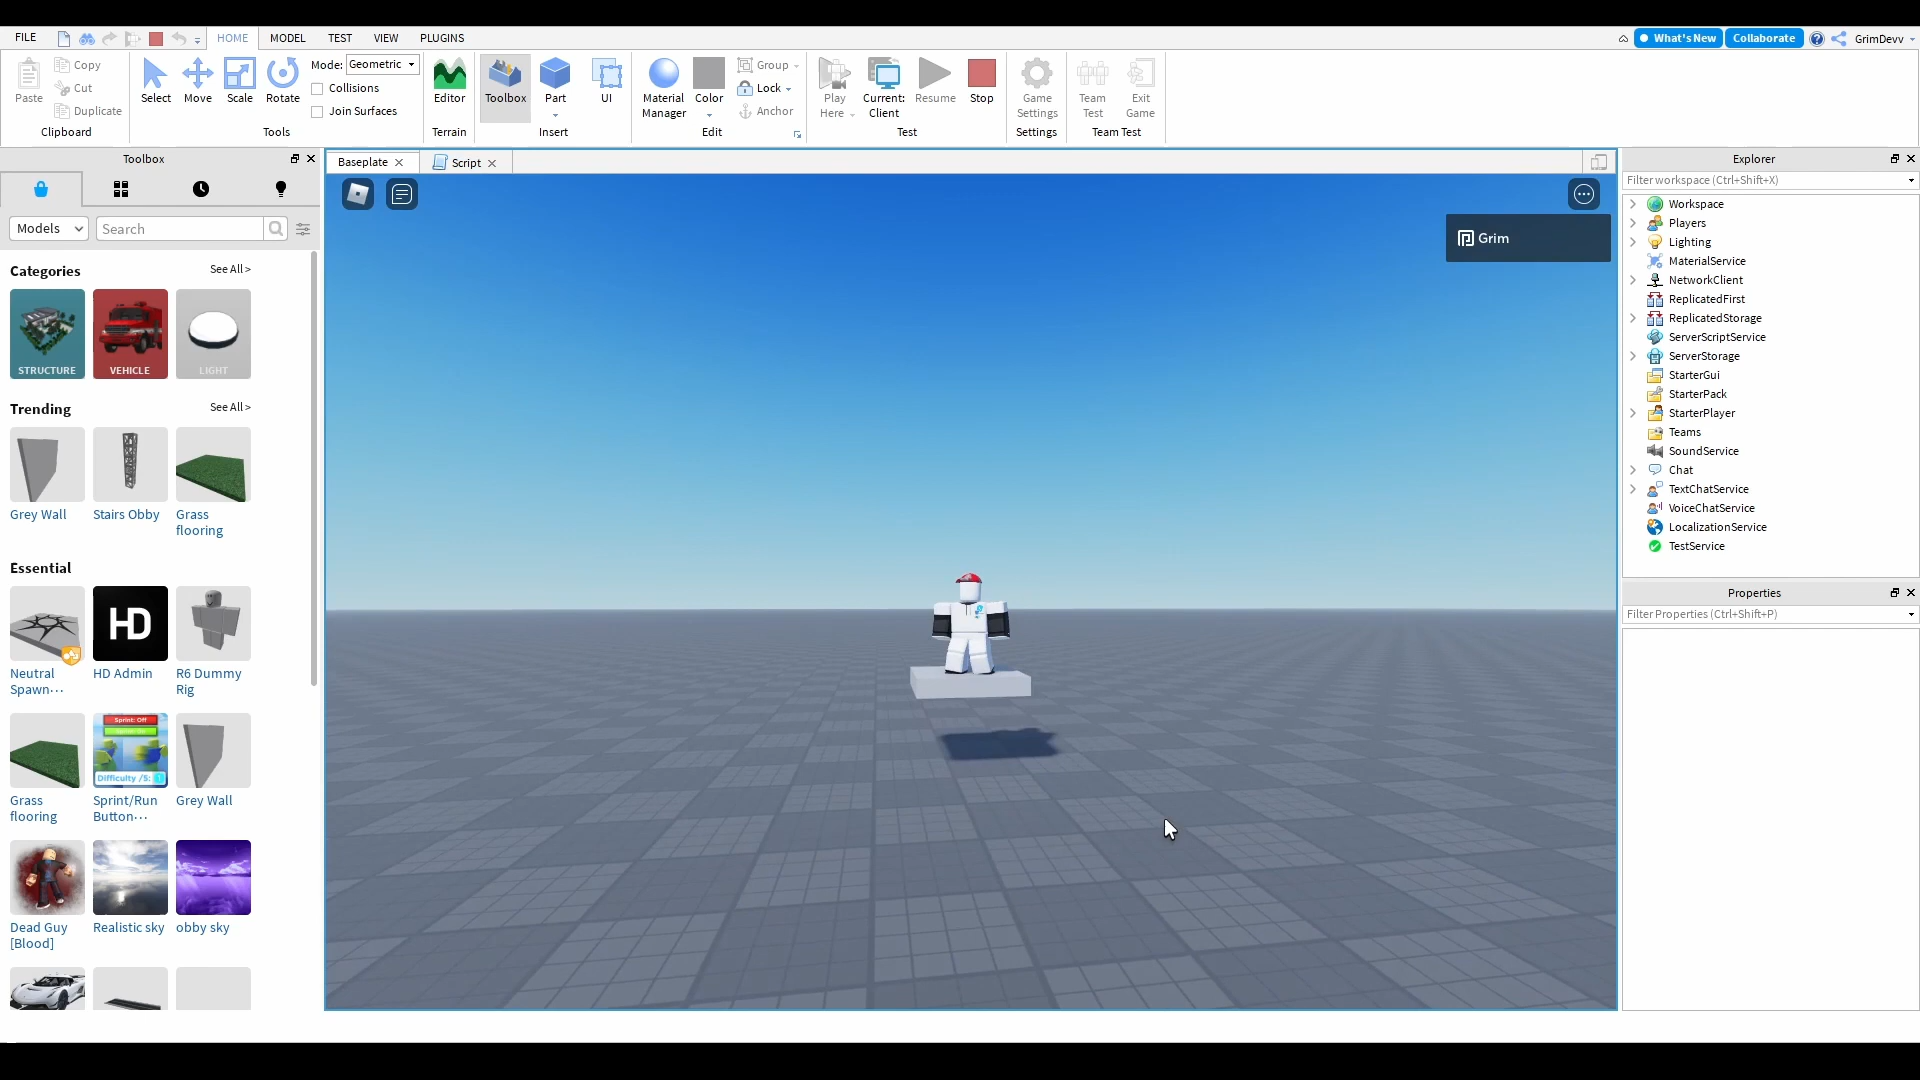 FILE HOME MODEL TEST VIEW PLUGINS What's New Collaborate GrimDevv
Paste Copy Cut Duplicate
Clipboard
Select Move Scale Rotate
Mode: Geometric
Collisions
Join Surfaces
Tools
Editor
Terrain
Toolbox Part UI
Insert
Material Manager Color Group Lock Anchor
Edit
Play Here Current: Client Resume Stop
Test
Game Settings
Settings
Team Test Exit Game
Team Test
Toolbox
Models Search
Categories See All >
STRUCTURE VEHICLE LIGHT
Trending See All >
Grey Wall Stairs Obby Grass flooring
Essential
HD
Neutral Spawn··· HD Admin R6 Dummy Rig
Sprint: Off
Difficulty /5:
Grass flooring Sprint/Run Button··· Grey Wall
Dead Guy [Blood] Realistic sky obby sky
Baseplate Script
Grim
Explorer
Filter workspace (Ctrl+Shift+X)
Workspace
Players
Lighting
MaterialService
NetworkClient
ReplicatedFirst
ReplicatedStorage
ServerScriptService
ServerStorage
StarterGui
StarterPack
StarterPlayer
Teams
SoundService
Chat
TextChatService
VoiceChatService
LocalizationService
TestService
Properties
Filter Properties (Ctrl+Shift+P)